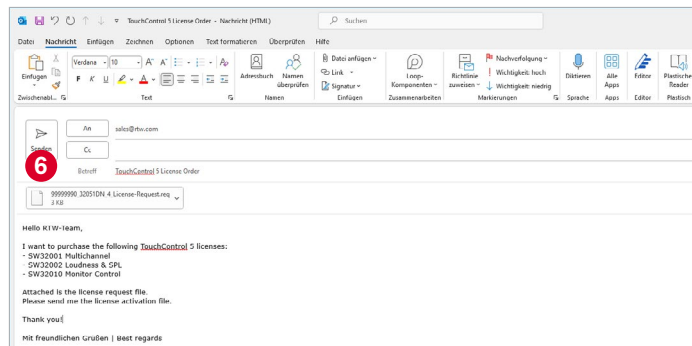 TouchControl 5 License Order - Nachricht (HTML)
Suchen
Datei Nachricht Einfügen Zeichnen Optionen Text formatieren Überprüfen Hilfe
Verdana 10
Datei anfügen
Nachverfolgung
Link
Wichtigkeit: hoch
F K U
Signatur
Wichtigkeit: niedrig
Einfügen
Adressbuch Namen überprüfen
Loop-Komponenten
Richtlinie zuweisen
Diktieren
Alle Apps
Editor
Plastischer Reader
Zwischenabl... Text Namen Einfügen Zusammenarbeiten Markierungen Sprache Apps Editor Plastisch
An sales@rtw.com
Senden
Cc
6
Betreff TouchControl 5 License Order
99999990_32051DN_4_License-Request.req
3 KB
Hello RTW-Team,
I want to purchase the following TouchControl 5 licenses:
- SW32001 Multichannel
- SW32002 Loudness & SPL
- SW32010 Monitor Control
Attached is the license request file.
Please send me the license activation file.
Thank you!
Mit freundlichen Grüßen | Best regards